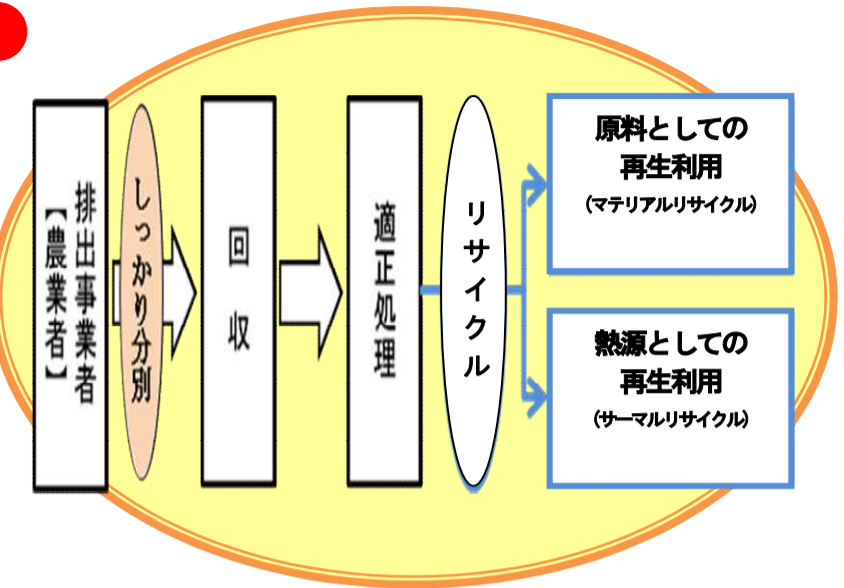 排出事業者
【農業者】
しっかり分別
回収
適正処理
リサイクル
原料としての
再生利用
(マテリアルリサイクル)
熱源としての
再生利用
(サーマルリサイクル)